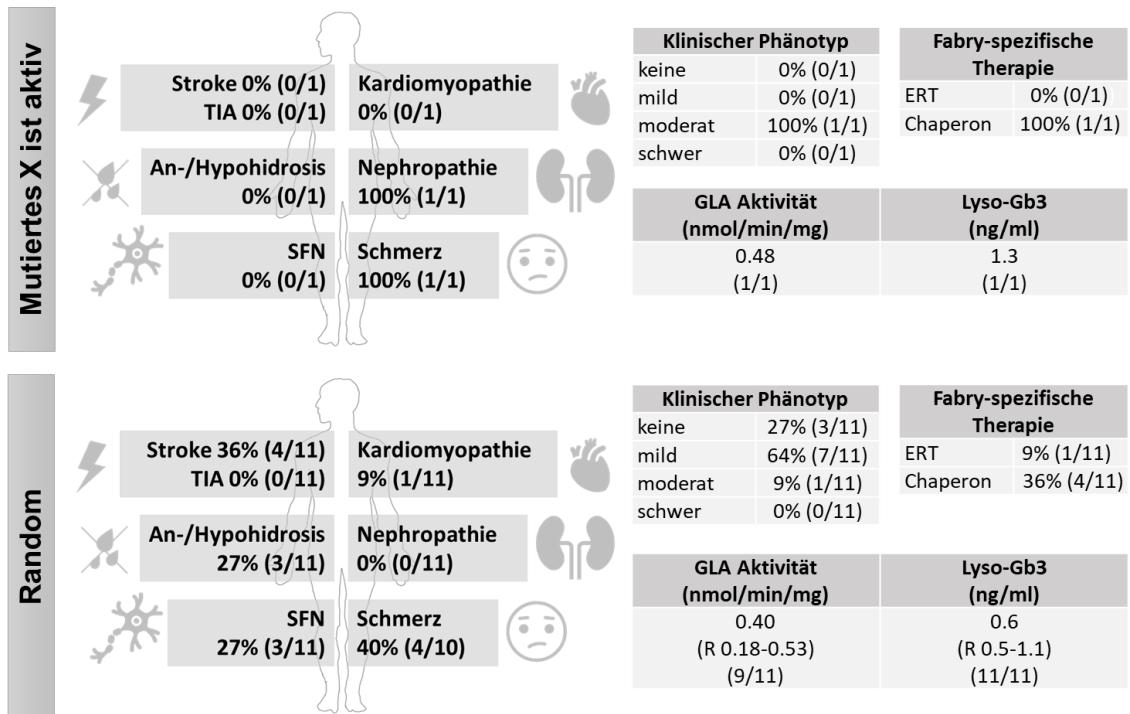 Mutiertes X ist aktiv
Stroke 0% (0/1)
TIA 0% (0/1)
Kardiomyopathie
0% (0/1)
An-/Hypohidrosis
0% (0/1)
Nephropathie
100% (1/1)
SFN
0% (0/1)
Schmerz
100% (1/1)
Klinischer Phänotyp
keine 0% (0/1)
mild 0% (0/1)
moderat 100% (1/1)
schwer 0% (0/1)
Fabry-spezifische
Therapie
ERT 0% (0/1)
Chaperon 100% (1/1)
GLA Aktivität
(nmol/min/mg)
0.48
(1/1)
Lyso-Gb3
(ng/ml)
1.3
(1/1)
Random
Stroke 36% (4/11)
TIA 0% (0/11)
Kardiomyopathie
9% (1/11)
An-/Hypohidrosis
27% (3/11)
Nephropathie
0% (0/11)
SFN
27% (3/11)
Schmerz
40% (4/10)
Klinischer Phänotyp
keine 27% (3/11)
mild 64% (7/11)
moderat 9% (1/11)
schwer 0% (0/11)
Fabry-spezifische
Therapie
ERT 9% (1/11)
Chaperon 36% (4/11)
GLA Aktivität
(nmol/min/mg)
0.40
(R 0.18-0.53)
(9/11)
Lyso-Gb3
(ng/ml)
0.6
(R 0.5-1.1)
(11/11)